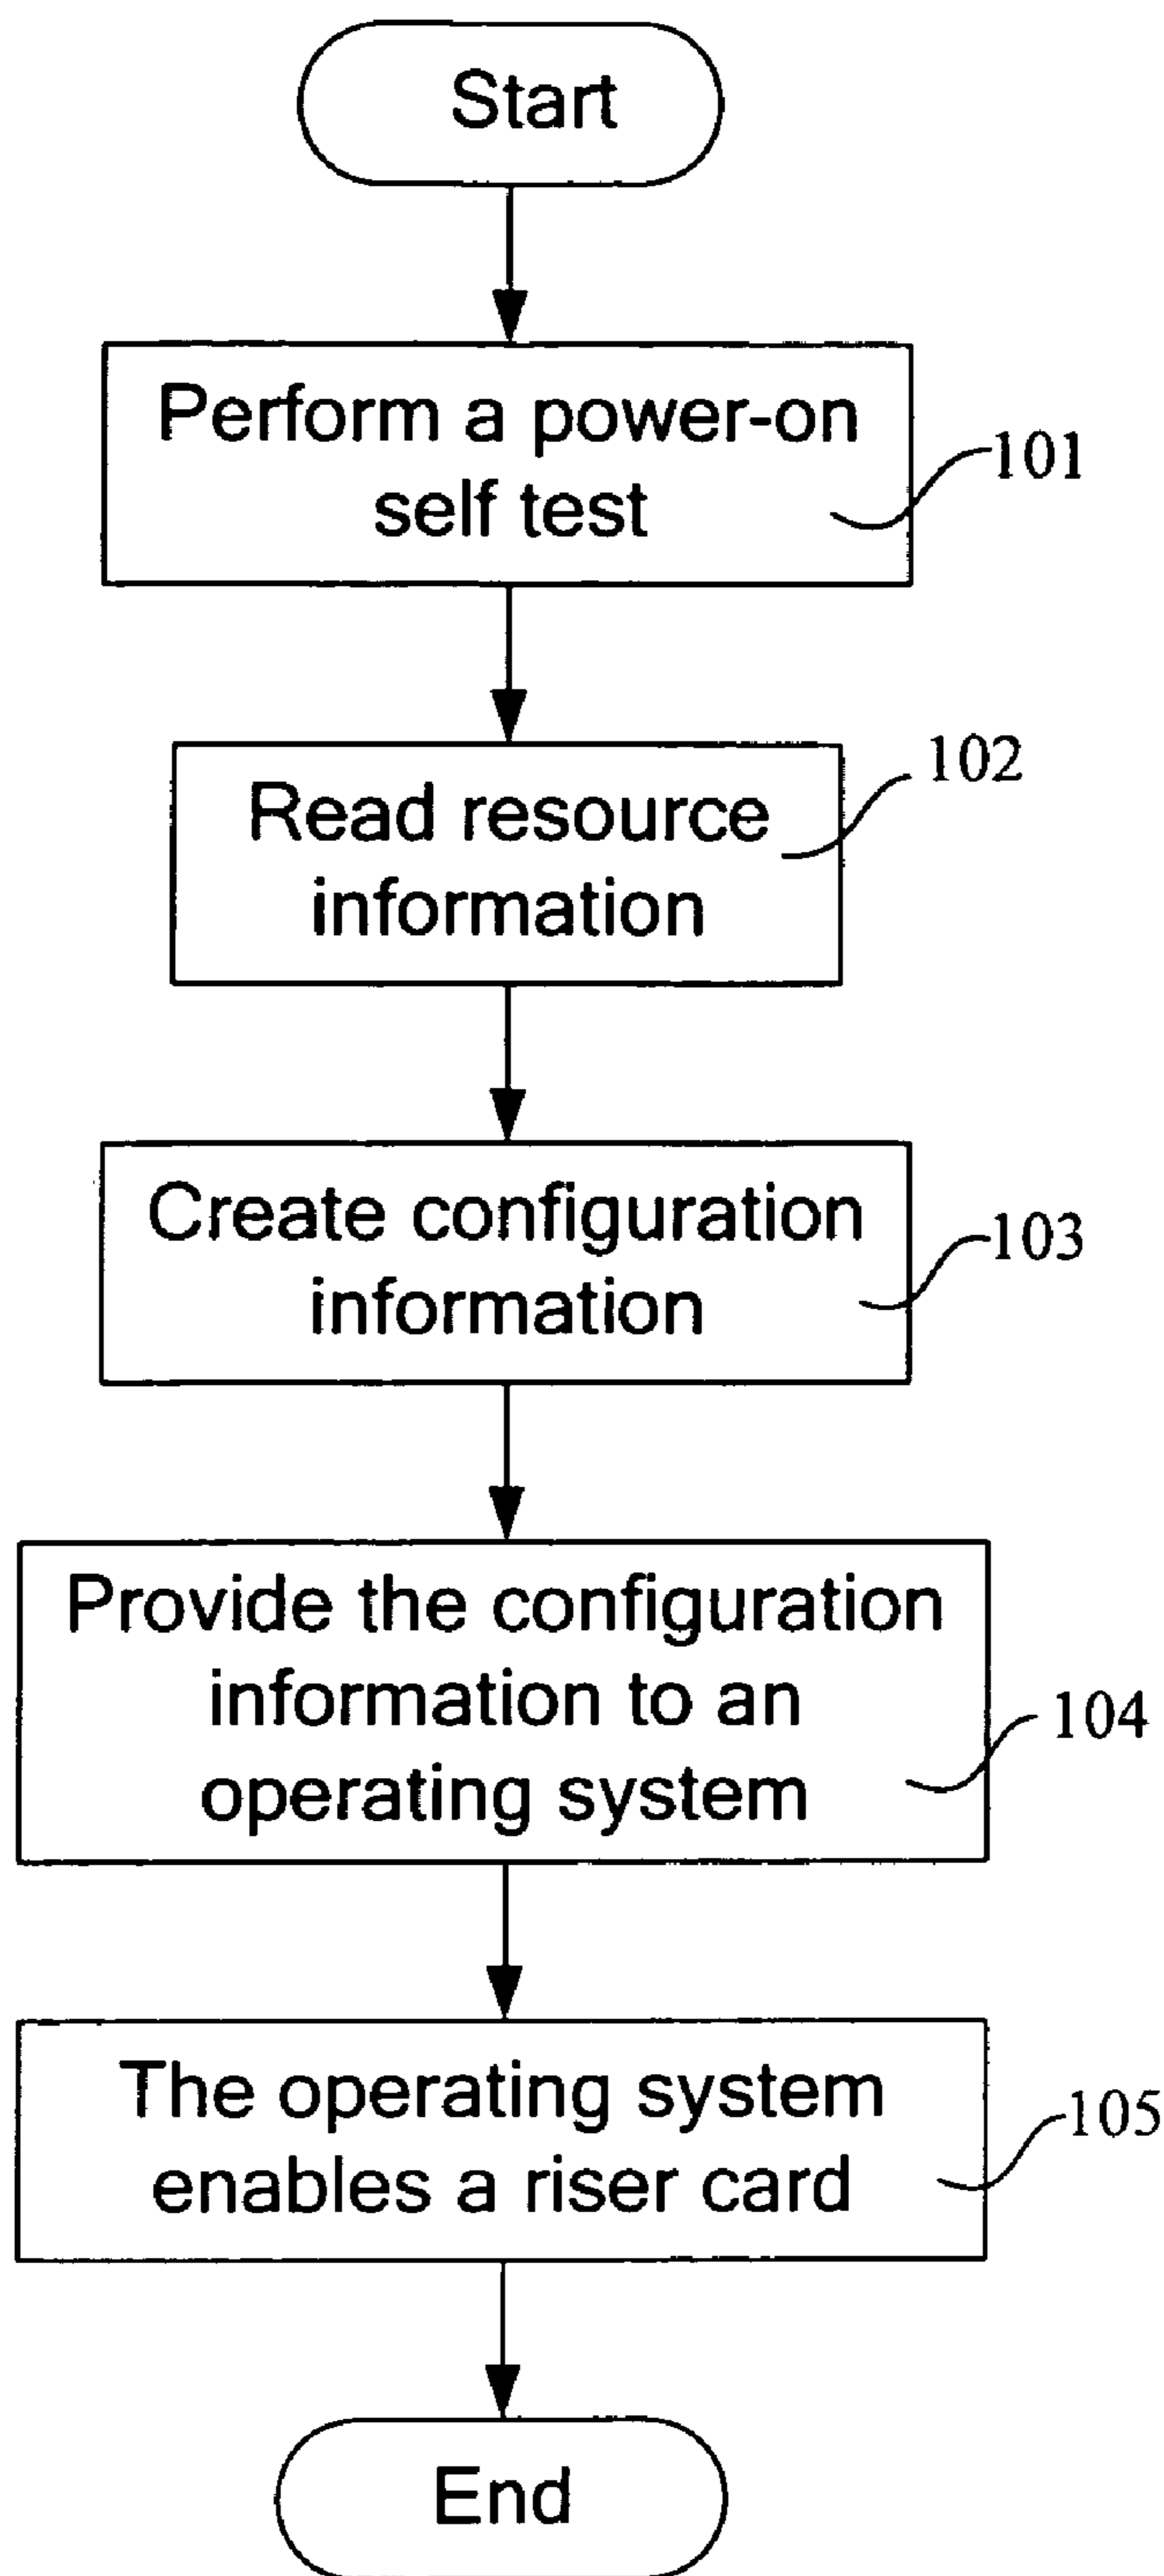 Start
Perform a power-on
self test
101
Read resource
information
102
Create configuration
information
103
Provide the configuration
information to an
operating system
104
The operating system
enables a riser card
105
End